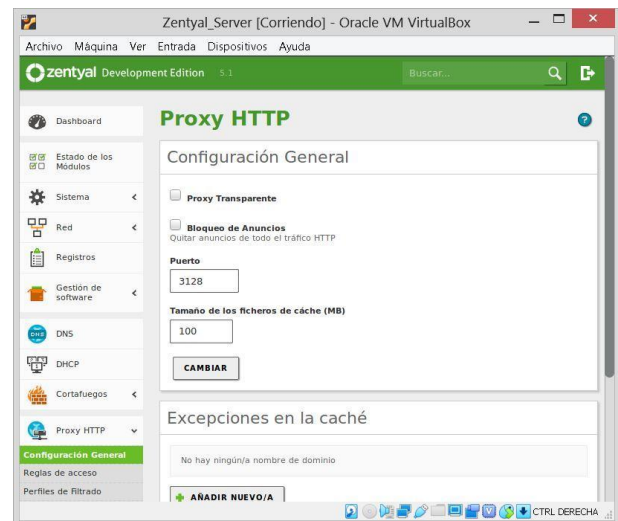 Zentyal_Server [Corriendo] - Oracle VM VirtualBox
Archivo Máquina Ver Entrada Dispositivos Ayuda
zentyal Development Edition 5.1 Buscar...
Dashboard
Estado de los
Módulos
Sistema
Red
Registros
Gestión de
software
DNS
DHCP
Cortafuegos
Proxy HTTP
Configuración General
Reglas de acceso
Perfiles de Filtrado
Proxy HTTP
Configuración General
Proxy Transparente
Bloqueo de Anuncios
Quitar anuncios de todo el tráfico HTTP
Puerto
3128
Tamaño de los ficheros de cáche (MB)
100
CAMBIAR
Excepciones en la caché
No hay ningún/a nombre de dominio
AÑADIR NUEVO/A
CTRL DERECHA